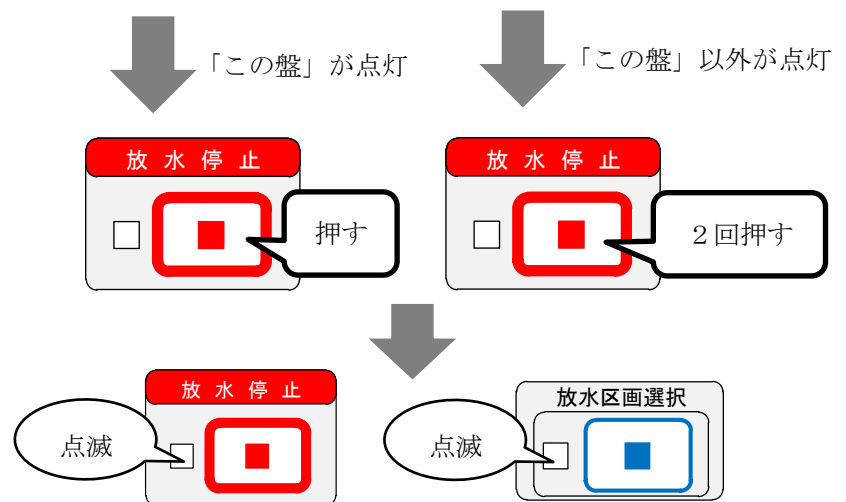 「この盤」が点灯
「この盤」以外が点灯
放水停止
押す
放水停止
２回押す
放水停止
点滅
放水区画選択
点滅